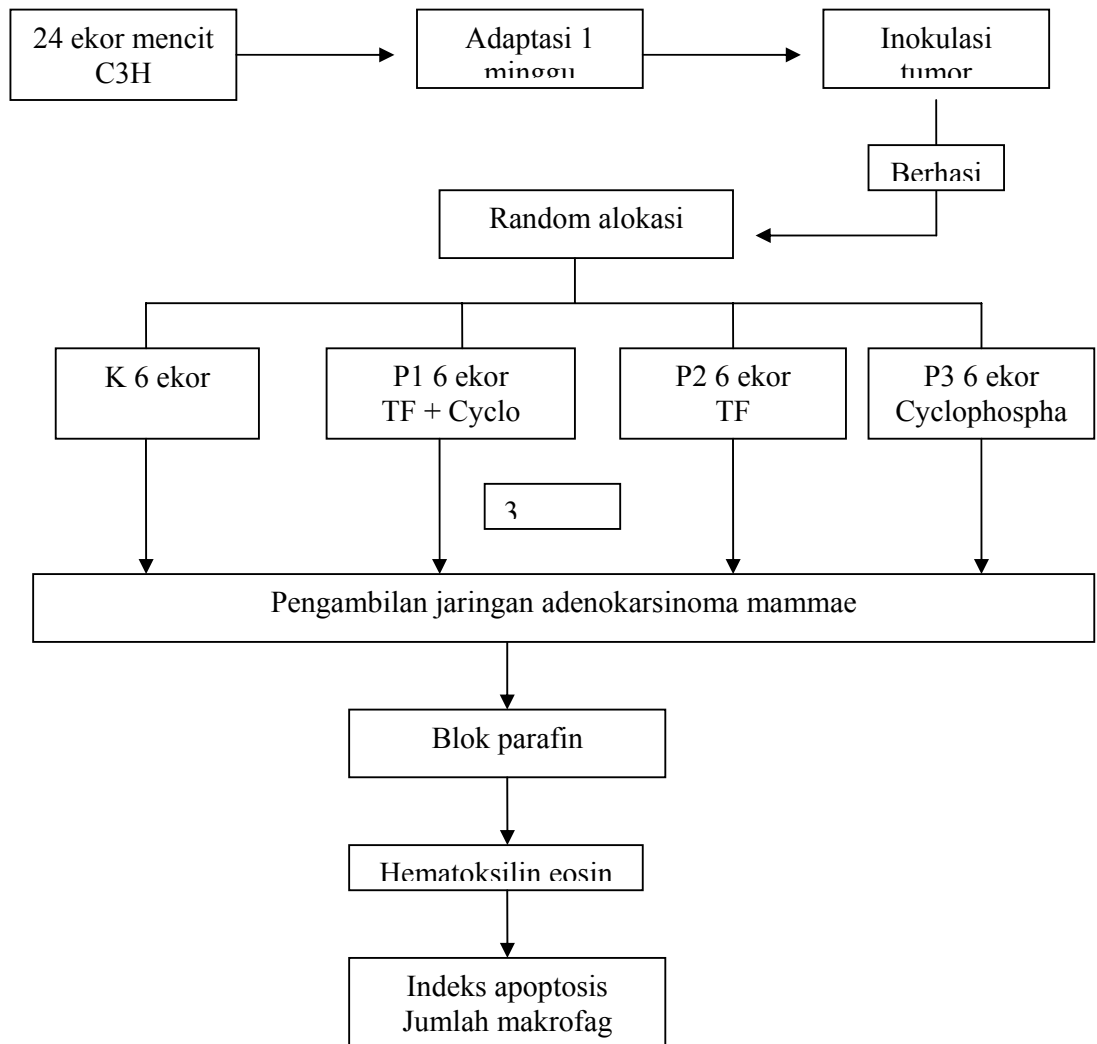 24 ekor mencit
C3H
Adaptasi 1
minggu
Inokulasi
tumor
Berhasi
Random alokasi
K 6 ekor
P1 6 ekor
TF + Cyclo
P2 6 ekor
TF
P3 6 ekor
Cyclophospha
3
Pengambilan jaringan adenokarsinoma mammae
Blok parafin
Hematoksilin eosin
Indeks apoptosis
Jumlah makrofag